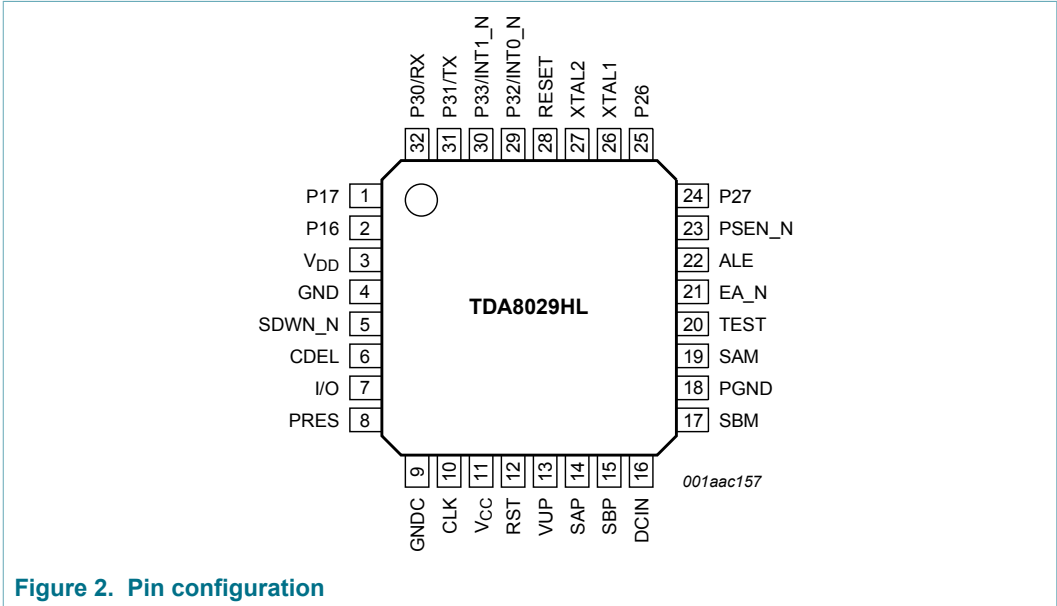 P30/RX
P31/TX
P33/INT1_N
P32/INT0_N
RESET
XTAL2
XTAL1
P26
32
31
30
29
28
27
26
25
P17 1
P16 2
VDD 3
GND 4
SDWN_N 5
CDEL 6
I/O 7
PRES 8
TDA8029HL
24 P27
23 PSEN_N
22 ALE
21 EA_N
20 TEST
19 SAM
18 PGND
17 SBM
9
10
11
12
13
14
15
16
GNDC
CLK
VCC
RST
VUP
SAP
SBP
DCIN
001aac157
Figure 2. Pin configuration